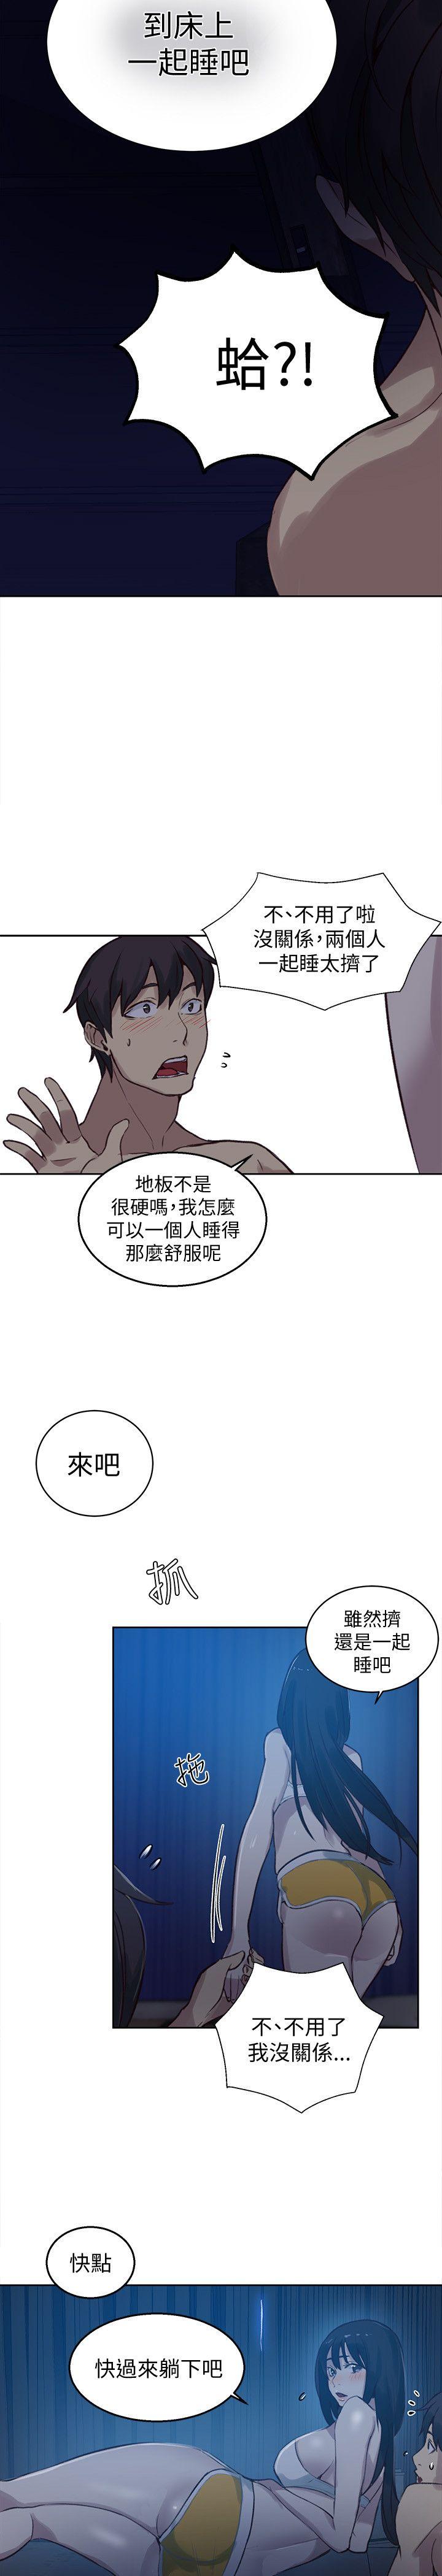 到床上
一起睡吧
蛤?!
不、不用了啦
沒關係，兩個人
一起睡太擠了
地板不是
很硬嗎，我怎麼
可以一個人睡得
那麼舒服呢
來吧
抓
雖然擠
還是一起
睡吧
拖
不、不用了
我沒關係...
快點
快過來躺下吧